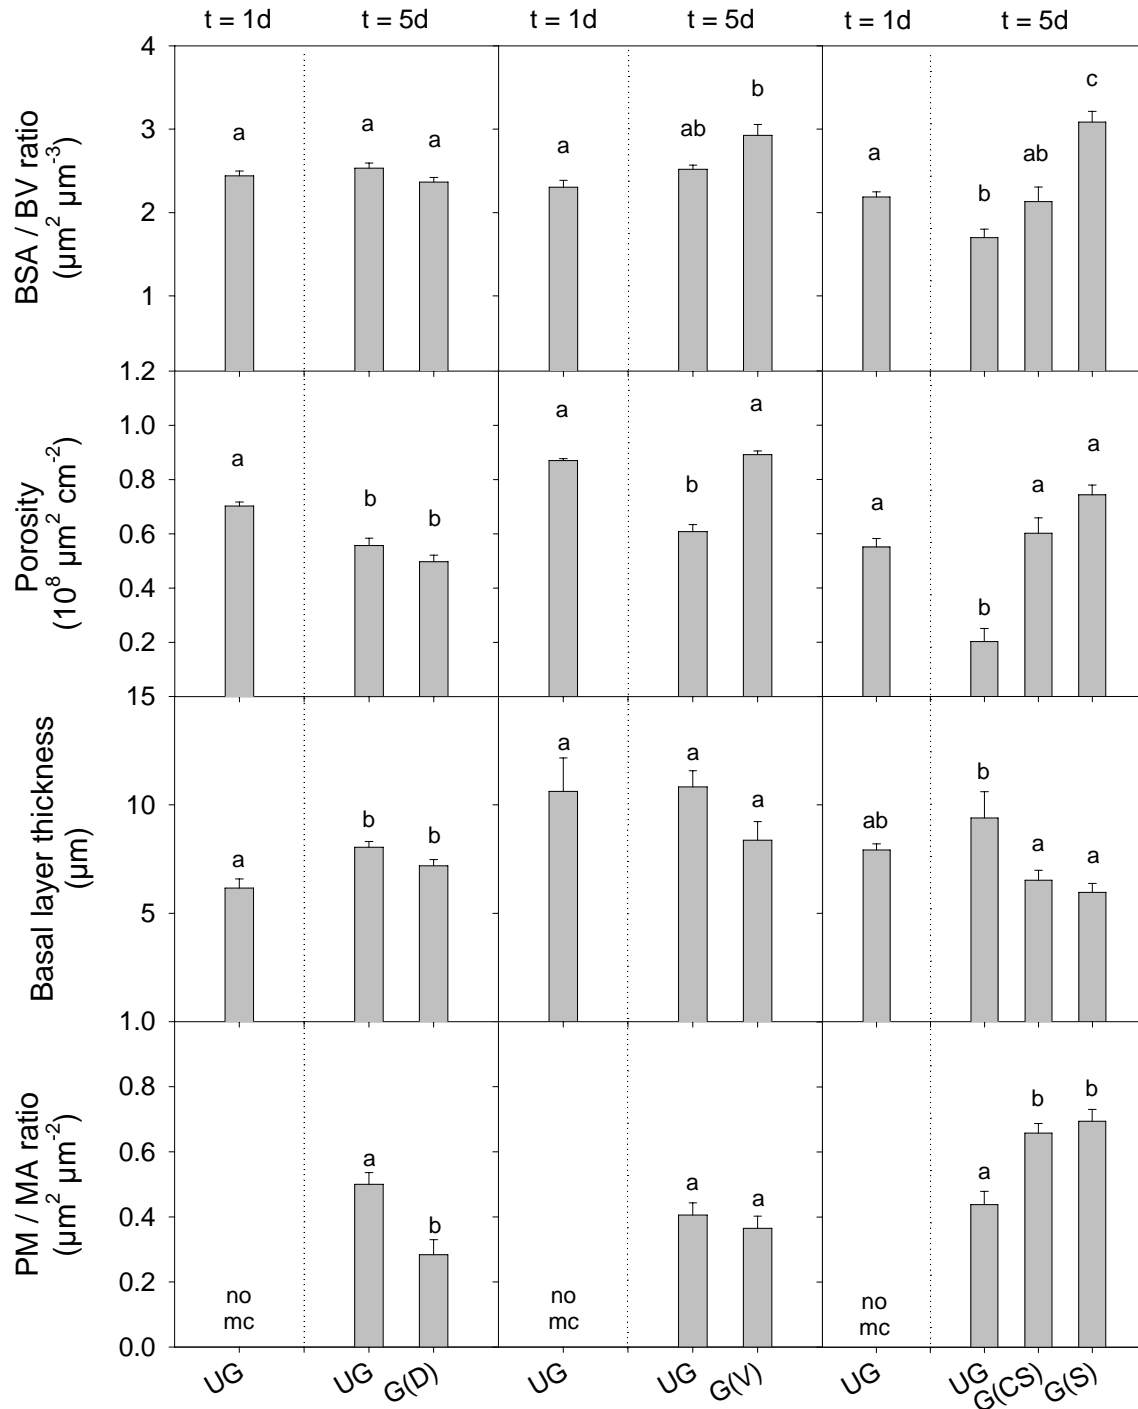 t = 1d t = 5d t = 1d t = 5d t = 1d t = 5d
BSA / BV ratio
(µm² µm⁻³)
4
3
2
1
a a a a ab b a b ab c
Porosity
(10⁸ µm² cm⁻²)
1.2
1.0
0.8
0.6
0.4
0.2
a b b a b a a b a a
Basal layer thickness
(µm)
15
10
5
a b b a a a ab b a a
PM / MA ratio
(µm² µm⁻²)
1.0
0.8
0.6
0.4
0.2
0.0
no
mc
a b
no
mc
a a
no
mc
a b b
UG UG G(D) UG UG G(V) UG UG G(CS) G(S)